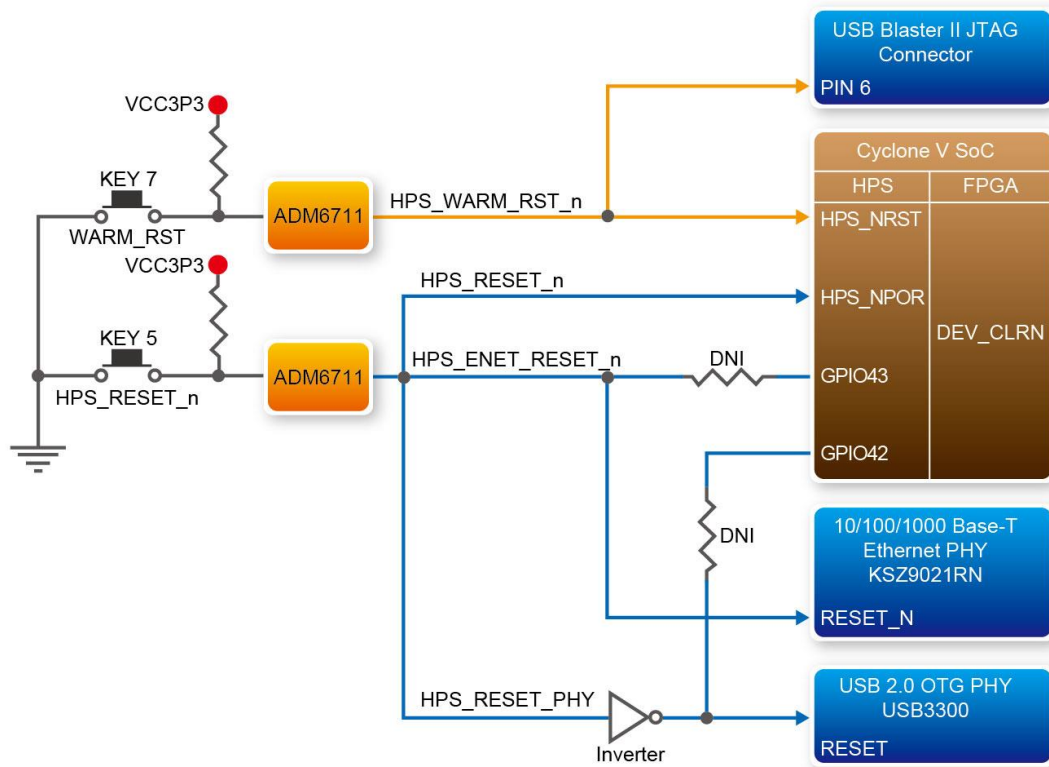 USB Blaster II JTAG
Connector
PIN 6
VCC3P3
KEY 7
WARM_RST
ADM6711
HPS_WARM_RST_n
Cyclone V SoC
HPS
FPGA
HPS_NRST
VCC3P3
HPS_RESET_n
HPS_NPOR
KEY 5
HPS_RESET_n
ADM6711
HPS_ENET_RESET_n
DNI
DEV_CLRN
GPIO43
GPIO42
DNI
10/100/1000 Base-T
Ethernet PHY
KSZ9021RN
RESET_N
HPS_RESET_PHY
Inverter
USB 2.0 OTG PHY
USB3300
RESET